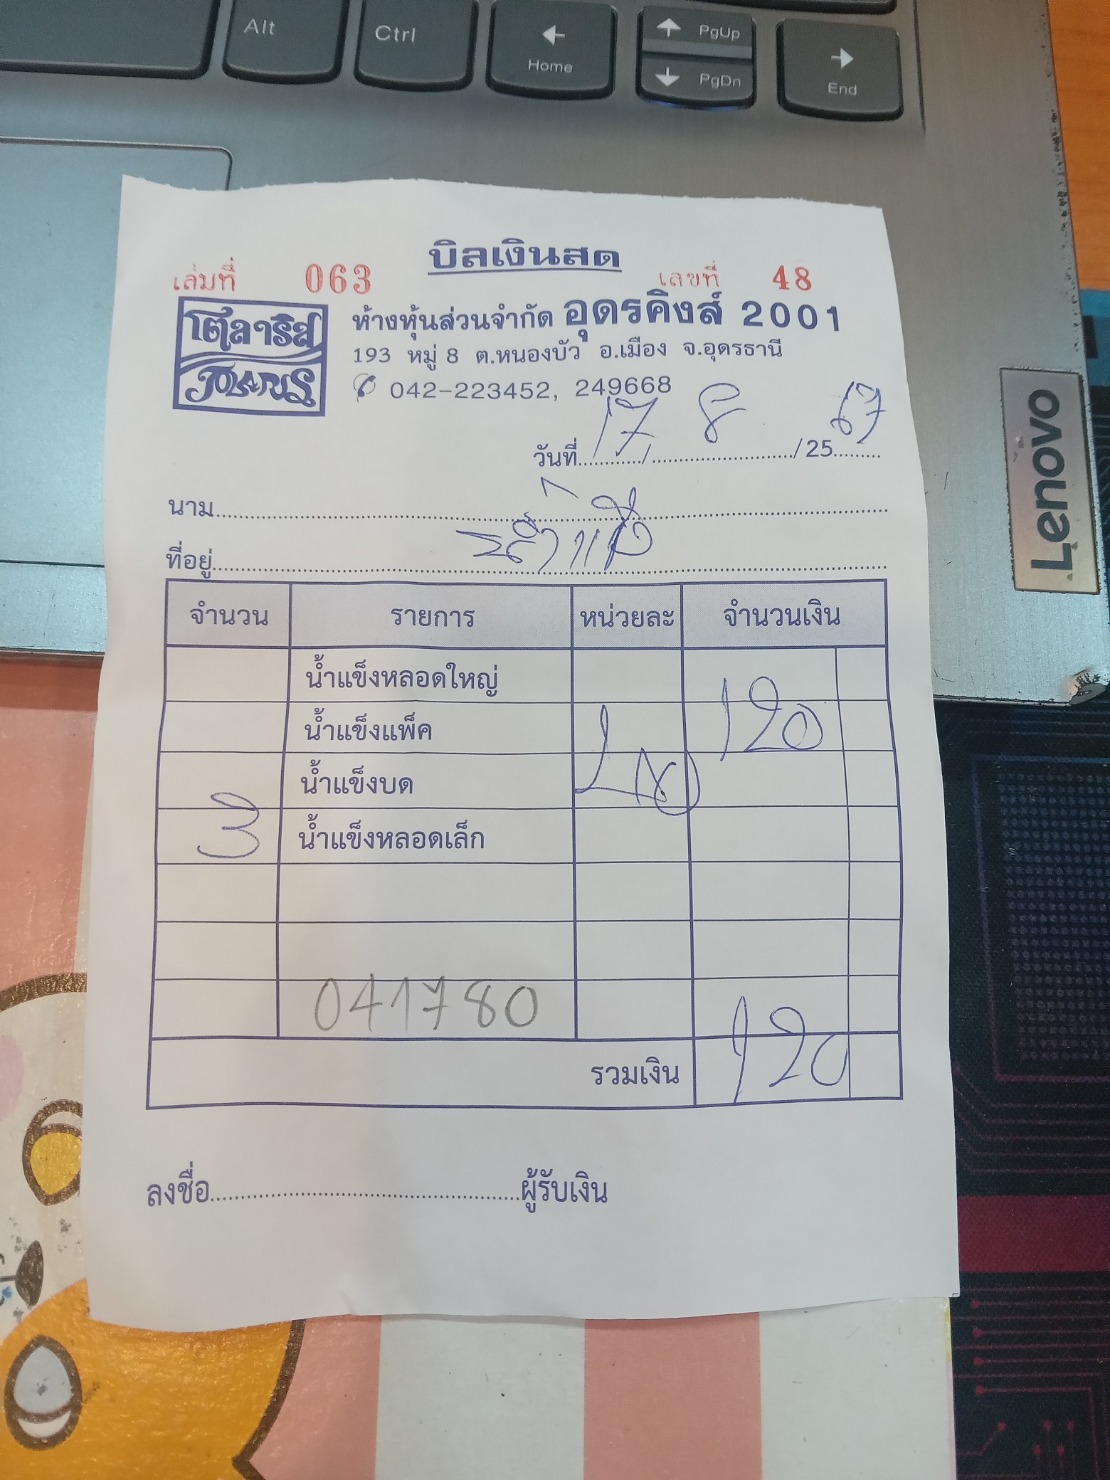 Alt
Ctrl
Home
PgUp
PgDn
End
Lenovo
บิลเงินสด
เล่มที่ 063 เลขที่ 48
โตลาริส
POLARIS
ห้างหุ้นส่วนจำกัด อุดรคิงส์ 2001
193 หมู่ 8 ต.หนองบัว อ.เมือง จ.อุดรธานี
042-223452, 249668
วันที่ 17 / 8 / 25 67
นาม
ที่อยู่
จำนวน รายการ หน่วยละ จำนวนเงิน
น้ำแข็งหลอดใหญ่ 120
น้ำแข็งแพ็ค
น้ำแข็งบด 40
3 น้ำแข็งหลอดเล็ก
041780
รวมเงิน 120
ลงชื่อ ผู้รับเงิน